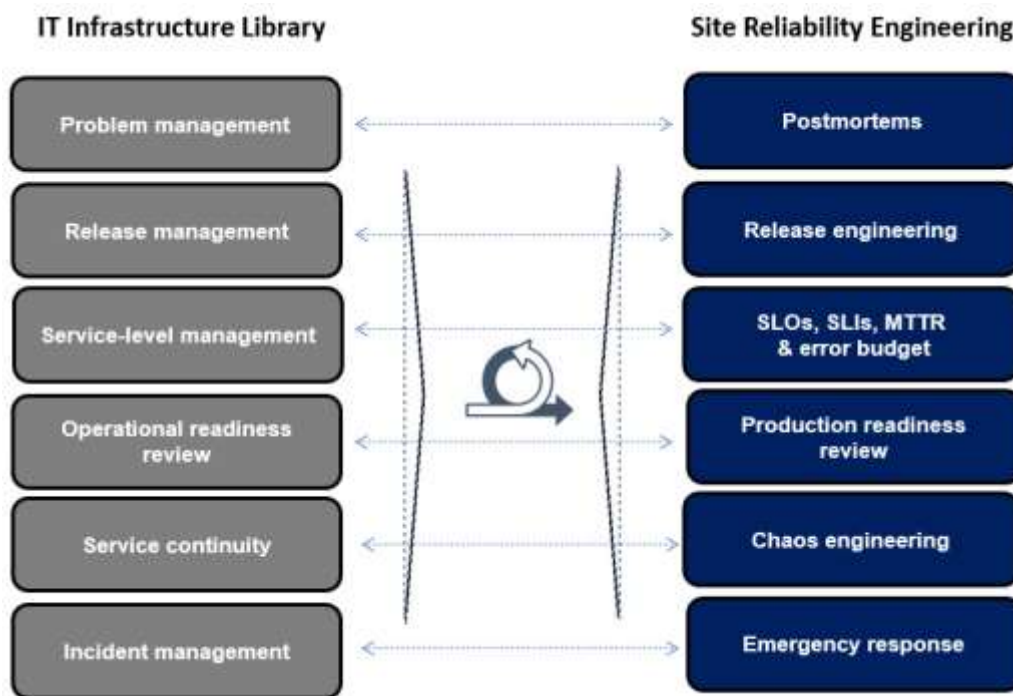 IT Infrastructure Library
Site Reliability Engineering
Problem management
Postmortems
Release management
Release engineering
Service-level management
SLOs, SLIs, MTTR
& error budget
Operational readiness
review
Production readiness
review
Service continuity
Chaos engineering
Incident management
Emergency response